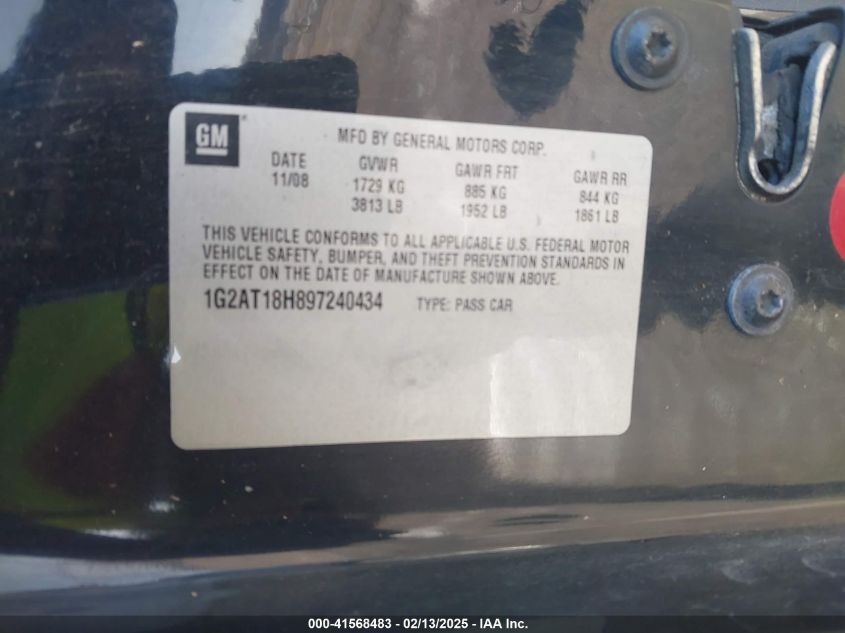 GM
MFD BY GENERAL MOTORS CORP.
DATE GVWR GAWR FRT GAWR RR
11/08 1729 KG 885 KG 844 KG
3813 LB 1952 LB 1861 LB
THIS VEHICLE CONFORMS TO ALL APPLICABLE U.S. FEDERAL MOTOR
VEHICLE SAFETY, BUMPER, AND THEFT PREVENTION STANDARDS IN
EFFECT ON THE DATE OF MANUFACTURE SHOWN ABOVE.
1G2AT18H897240434 TYPE: PASS CAR
000-41568483 - 02/13/2025 - IAA Inc.